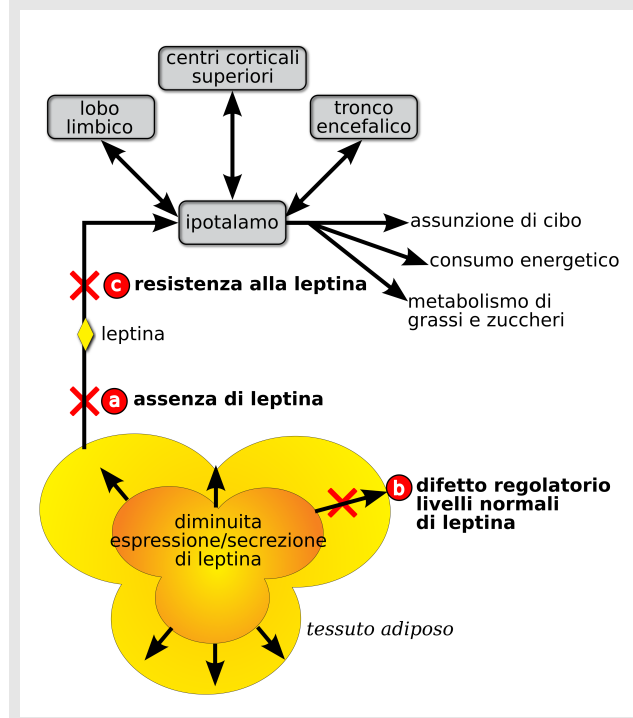 centri corticali
superiori
lobo
limbico
tronco
encefalico
ipotalamo
assunzione di cibo
consumo energetico
metabolismo di
grassi e zuccheri
c resistenza alla leptina
leptina
a assenza di leptina
b difetto regolatorio
livelli normali
di leptina
diminuita
espressione/secrezione
di leptina
tessuto adiposo